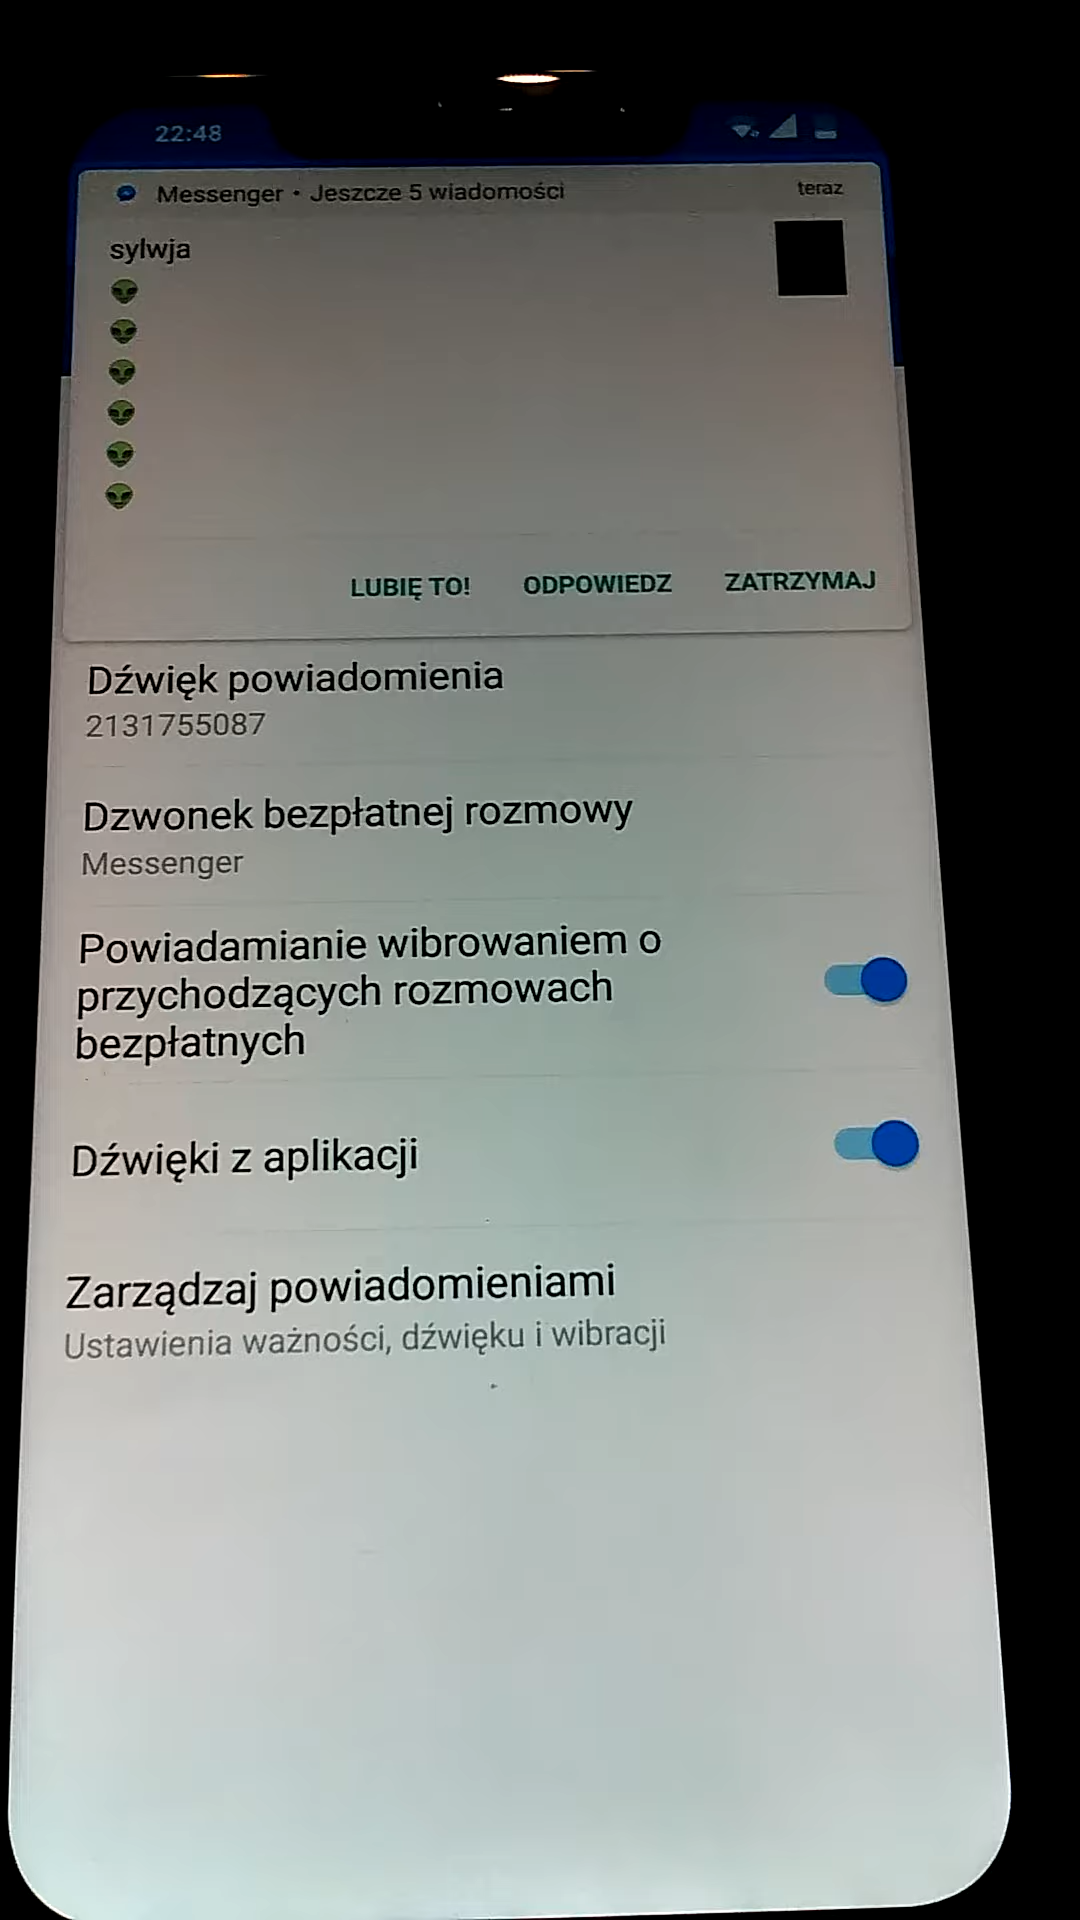 22:48
Messenger • Jeszcze 5 wiadomości teraz
sylwja
👽
👽
👽
👽
👽
👽
LUBIĘ TO! ODPOWIEDZ ZATRZYMAJ
Dźwięk powiadomienia
2131755087
Dzwonek bezpłatnej rozmowy
Messenger
Powiadamianie wibrowaniem o
przychodzących rozmowach
bezpłatnych
Dźwięki z aplikacji
Zarządzaj powiadomieniami
Ustawienia ważności, dźwięku i wibracji